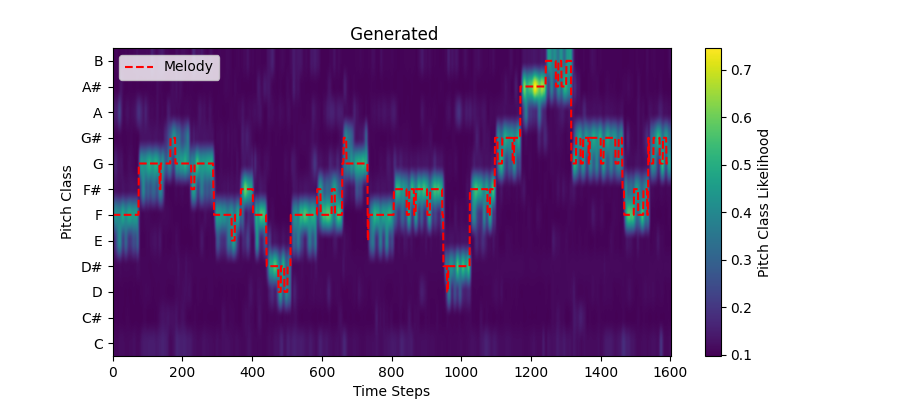 Generated
Melody
B
A#
A
G#
G
F#
F
E
D#
D
C#
C
Pitch Class
0
200
400
600
800
1000
1200
1400
1600
Time Steps
0.7
0.6
0.5
0.4
0.3
0.2
0.1
Pitch Class Likelihood